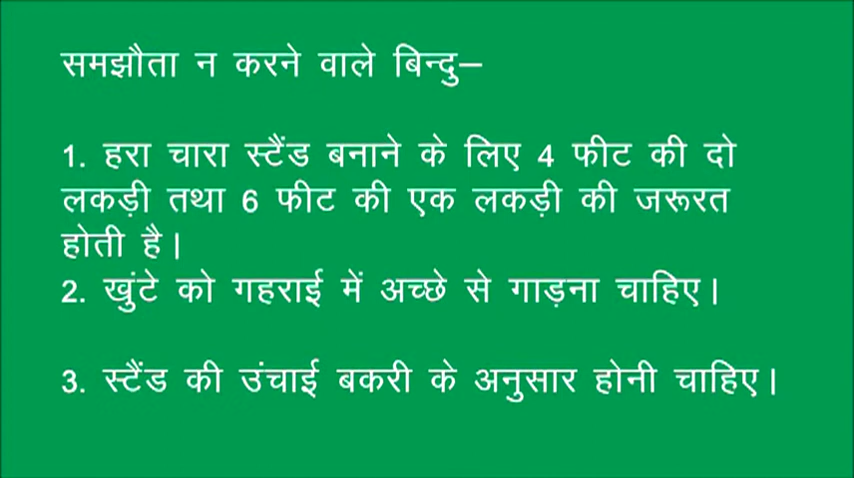 समझौता न करने वाले बिन्दु–
1. हरा चारा स्टैंड बनाने के लिए 4 फीट की दो
लकड़ी तथा 6 फीट की एक लकड़ी की जरूरत
होती है।
2. खुंटे को गहराई में अच्छे से गाड़ना चाहिए।
3. स्टैंड की उंचाई बकरी के अनुसार होनी चाहिए।